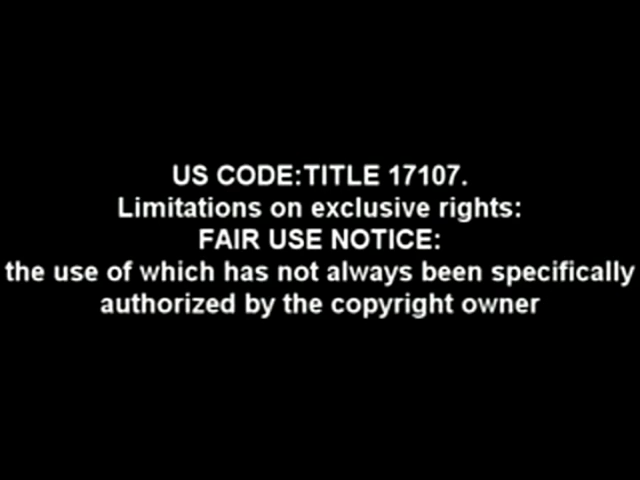 US CODE:TITLE 17107.
Limitations on exclusive rights:
FAIR USE NOTICE:
the use of which has not always been specifically
authorized by the copyright owner